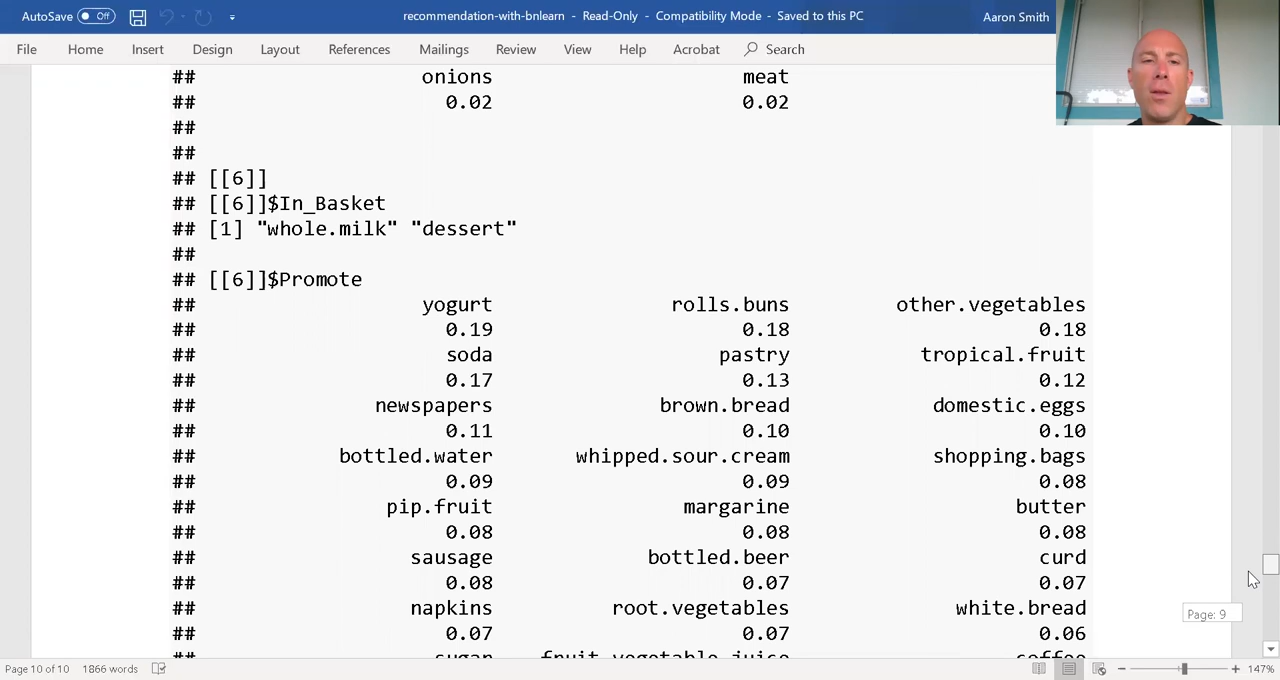 AutoSave Off recommendation-with-bnlearn - Read-Only - Compatibility Mode - Saved to this PC Aaron Smith
File Home Insert Design Layout References Mailings Review View Help Acrobat Search
## onions meat
## 0.02 0.02
##
##
## [[6]]
## [[6]]$In_Basket
## [1] "whole.milk" "dessert"
##
## [[6]]$Promote
## yogurt rolls.buns other.vegetables
## 0.19 0.18 0.18
## soda pastry tropical.fruit
## 0.17 0.13 0.12
## newspapers brown.bread domestic.eggs
## 0.11 0.10 0.10
## bottled.water whipped.sour.cream shopping.bags
## 0.09 0.09 0.08
## pip.fruit margarine butter
## 0.08 0.08 0.08
## sausage bottled.beer curd
## 0.08 0.07 0.07
## napkins root.vegetables white.bread
## 0.07 0.07 0.06
## sugar fruit.vegetable.juice coffee
Page: 9
Page 10 of 10 1866 words 147%